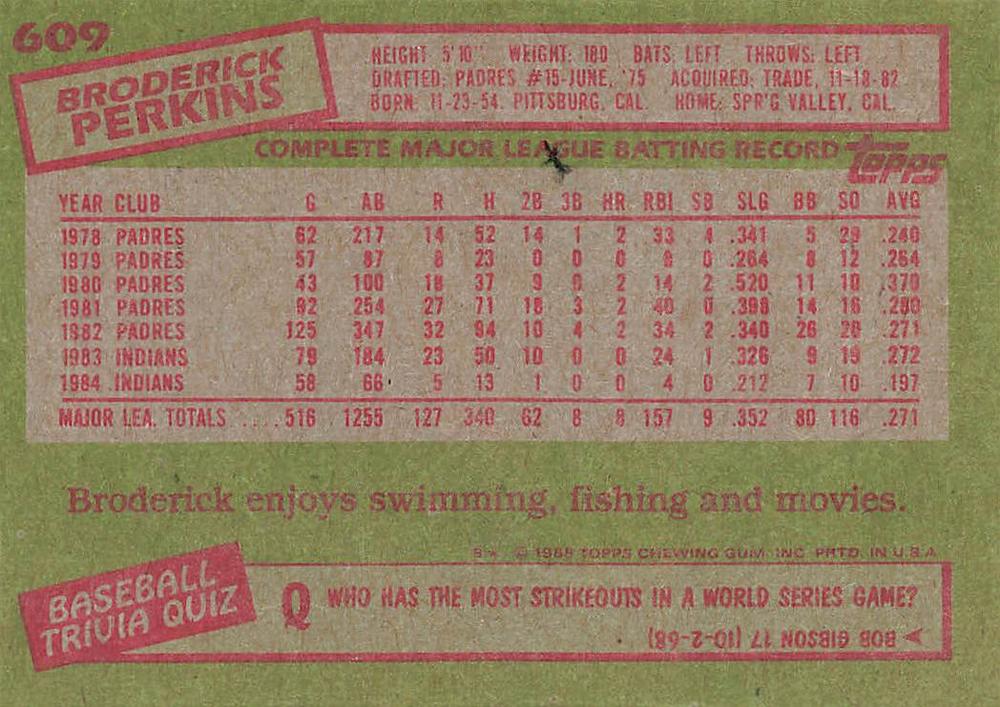 609
BRODERICK
PERKINS
HEIGHT: 5'10" WEIGHT: 180 BATS: LEFT THROWS: LEFT
DRAFTED: PADRES #15-JUNE, '75 ACQUIRED: TRADE, 11-18-82
BORN: 11-23-54, PITTSBURG, CAL. HOME: SPR'G VALLEY, CAL.
COMPLETE MAJOR LEAGUE BATTING RECORD
TOPPS
YEAR CLUB G AB R H 2B 3B HR RBI SB SLG BB SO AVG
1978 PADRES 62 217 14 52 14 1 2 33 4 .341 5 29 .240
1979 PADRES 57 87 8 23 0 0 0 8 0 .264 8 12 .264
1980 PADRES 43 100 18 37 9 0 2 14 2 .520 11 10 .370
1981 PADRES 92 254 27 71 18 3 2 40 0 .398 14 16 .280
1982 PADRES 125 347 32 94 10 4 2 34 2 .340 26 20 .271
1983 INDIANS 79 184 23 50 10 0 0 24 1 .326 9 19 .272
1984 INDIANS 58 66 5 13 1 0 0 4 0 .212 7 10 .197
MAJOR LEA. TOTALS .... 516 1255 127 340 62 8 8 157 9 .352 80 116 .271
Broderick enjoys swimming, fishing and movies.
B* © 1985 TOPPS CHEWING GUM, INC. PRTD. IN U.S.A.
BASEBALL
TRIVIA QUIZ
Q WHO HAS THE MOST STRIKEOUTS IN A WORLD SERIES GAME?
BOB GIBSON 17 (10-2-68)